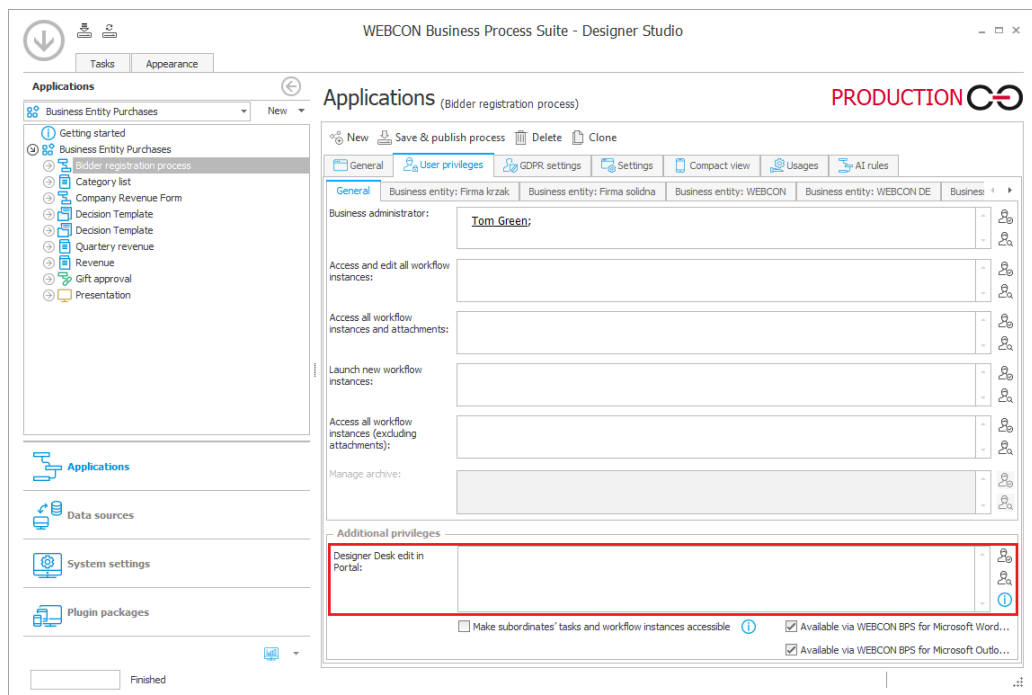 WEBCON Business Process Suite - Designer Studio
Tasks
Appearance
Applications
Business Entity Purchases
New
Getting started
Business Entity Purchases
Bidder registration process
Category list
Company Revenue Form
Decision Template
Decision Template
Quartery revenue
Revenue
Gift approval
Presentation
Applications
Data sources
System settings
Plugin packages
Finished
Applications (Bidder registration process)
PRODUCTION
New
Save & publish process
Delete
Clone
General
User privileges
GDPR settings
Settings
Compact view
Usages
AI rules
General
Business entity: Firma krzak
Business entity: Firma solidna
Business entity: WEBCON
Business entity: WEBCON DE
Busines
Business administrator:
Tom Green;
Access and edit all workflow
instances:
Access all workflow
instances and attachments:
Launch new workflow
instances:
Access all workflow
instances (excluding
attachments):
Manage archive:
Additional privileges
Designer Desk edit in
Portal:
Make subordinates' tasks and workflow instances accessible
Available via WEBCON BPS for Microsoft Word...
Available via WEBCON BPS for Microsoft Outlo...